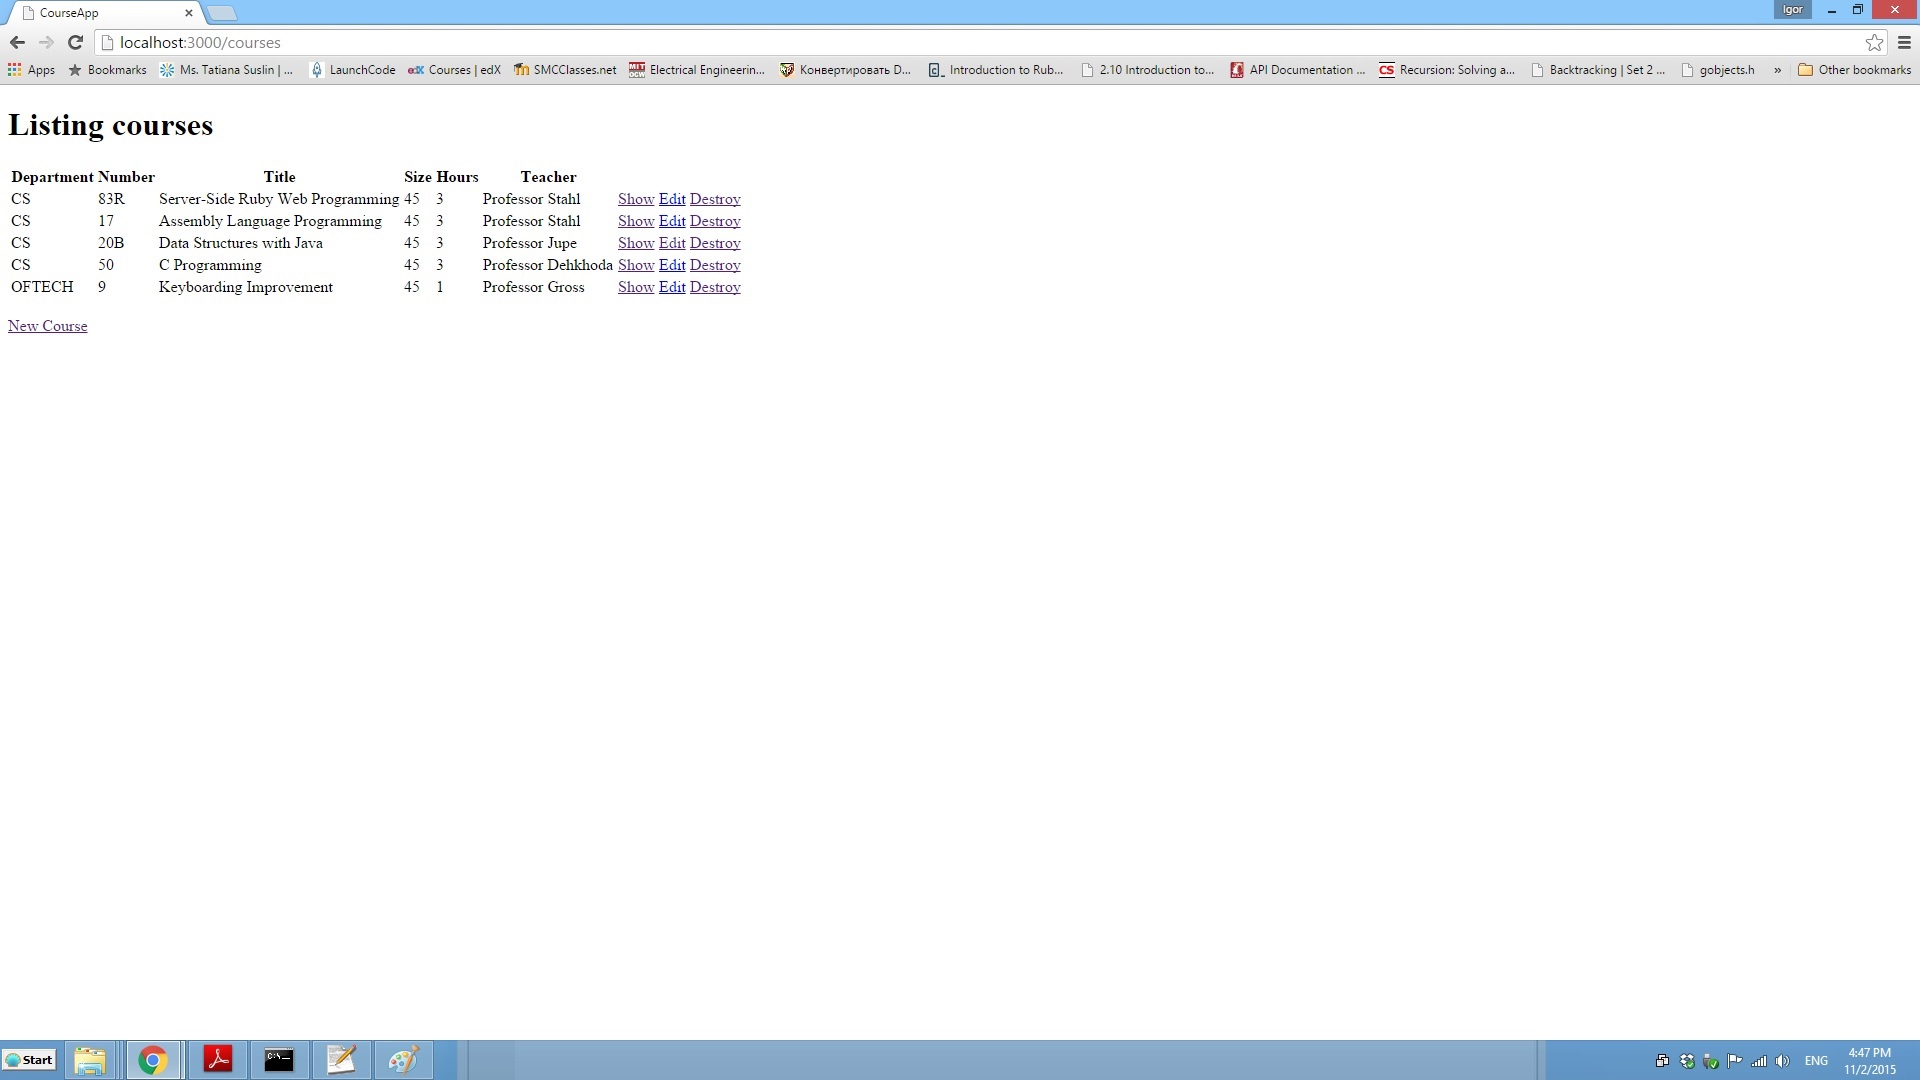 CourseApp
Igor
localhost:3000/courses
Apps Bookmarks Ms. Tatiana Suslin | ... LaunchCode edX Courses | edX SMCClasses.net MIT OCW Electrical Engineerin... Конвертировать D... Introduction to Rub... 2.10 Introduction to... API Documentation ... CS Recursion: Solving a... Backtracking | Set 2 ... gobjects.h » Other bookmarks
Listing courses
Department Number Title Size Hours Teacher
CS 83R Server-Side Ruby Web Programming 45 3 Professor Stahl Show Edit Destroy
CS 17 Assembly Language Programming 45 3 Professor Stahl Show Edit Destroy
CS 20B Data Structures with Java 45 3 Professor Jupe Show Edit Destroy
CS 50 C Programming 45 3 Professor Dehkhoda Show Edit Destroy
OFTECH 9 Keyboarding Improvement 45 1 Professor Gross Show Edit Destroy
New Course
Start
C:\_
ENG
4:47 PM
11/2/2015